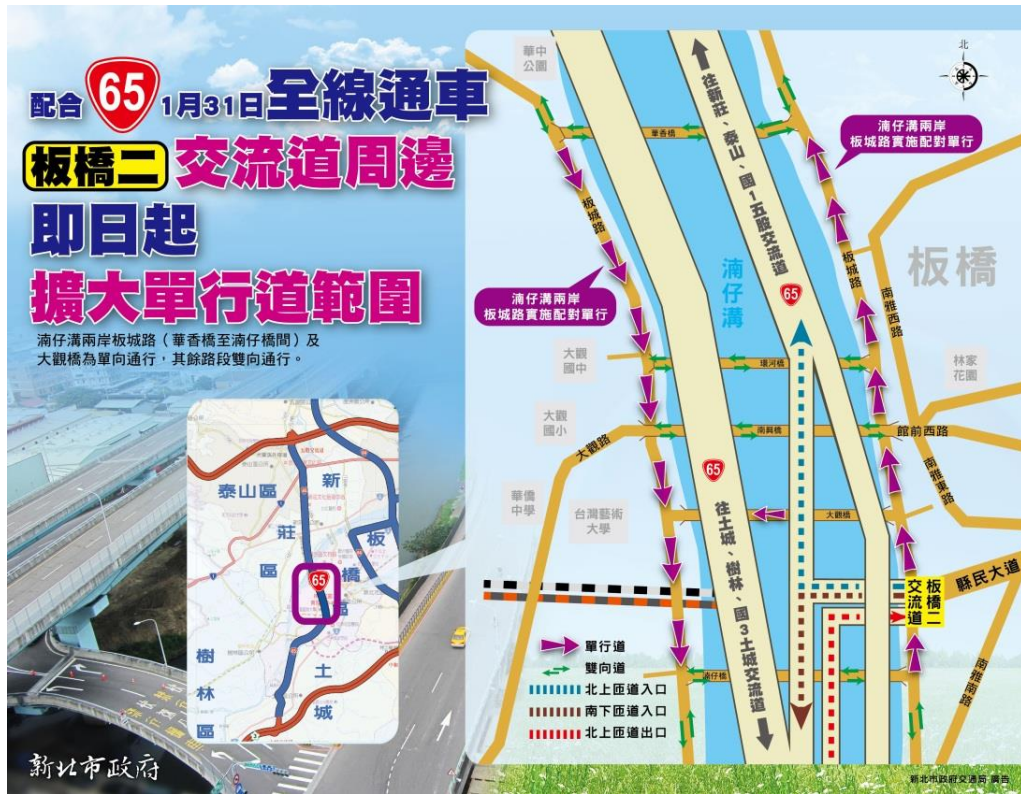 配合 65 1月31日全線通車
板橋二 交流道周邊
即日起
擴大單行道範圍
湳仔溝兩岸板城路（華香橋至湳仔橋間）及
大觀橋為單向通行，其餘路段雙向通行。
泰山區
新莊區
板橋區
65
樹林區
土城
新北市政府
北
華中
公園
華香橋
往新莊、泰山、國1五股交流道
65
湳仔溝兩岸
板城路實施配對單行
板城路
湳仔溝
板城路
南雅西路
板橋
湳仔溝兩岸
板城路實施配對單行
大觀
國中
環河橋
林家
花園
大觀
國小
大觀路
南興橋
館前西路
南雅東路
65
華僑
中學
台灣藝術
大學
大觀橋
往土城、樹林、國3土城交流道
縣民大道
板橋二
交流道
湳仔橋
南雅南路
單行道
雙向道
北上匝道入口
南下匝道入口
北上匝道出口
新北市政府交通局 廣告